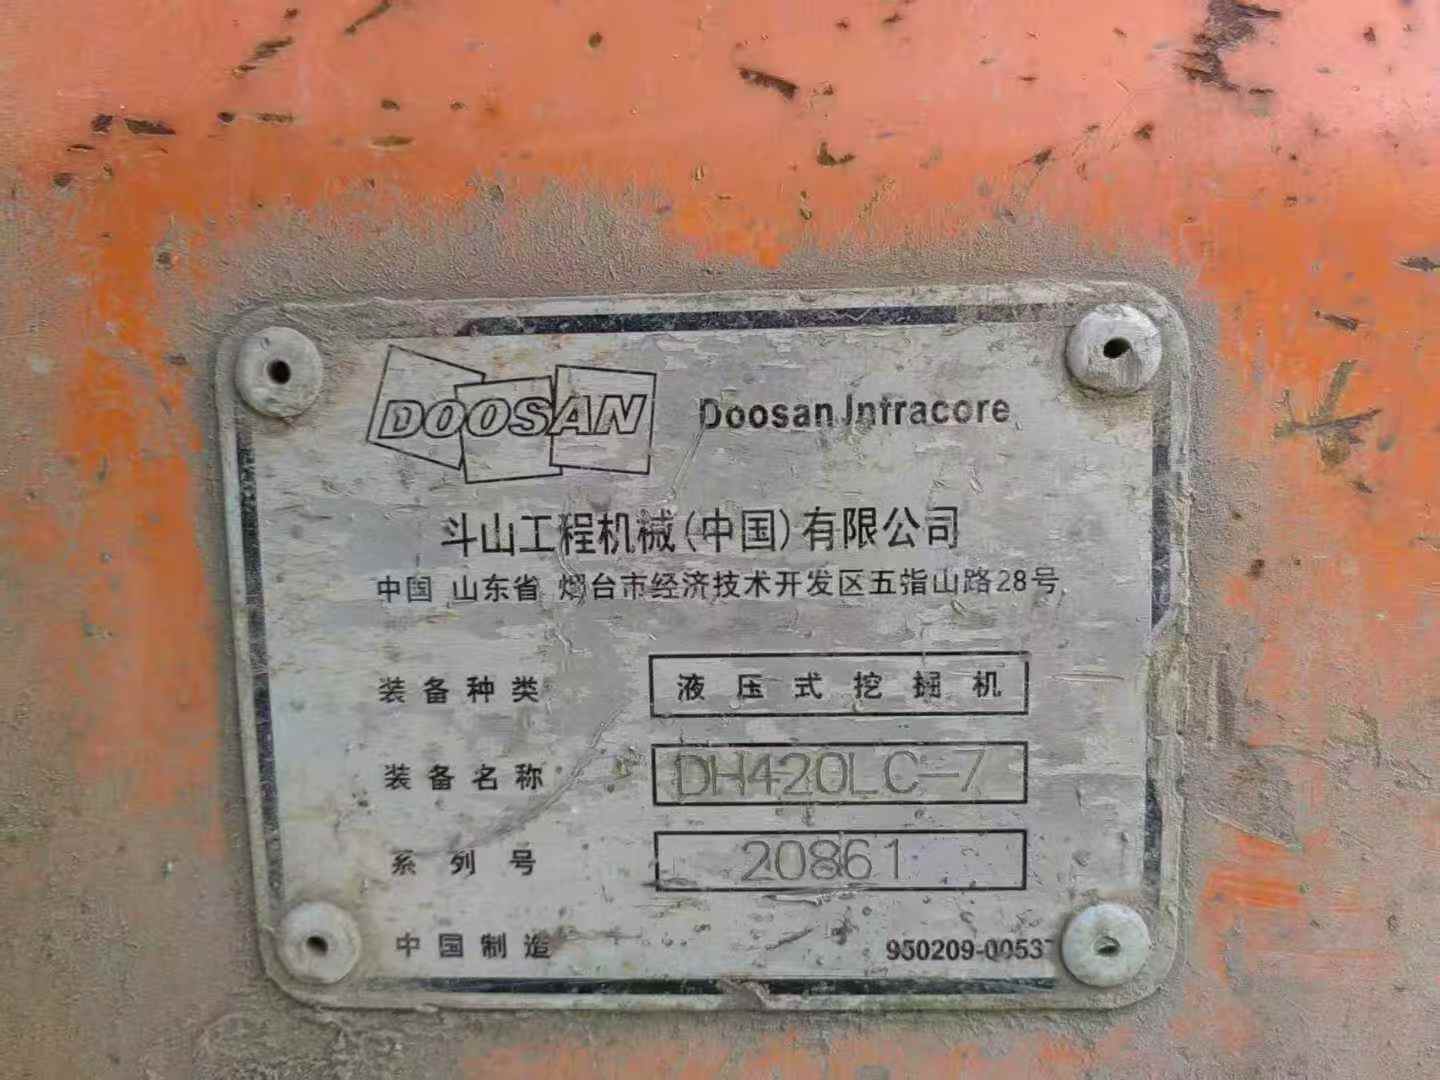 DOOSAN Doosan Infracore
斗山工程机械(中国)有限公司
中国 山东省 烟台市经济技术开发区五指山路28号
装备种类 液压式挖掘机
装备名称 DH420LC-7
系列号 20861
中国制造 950209-00537